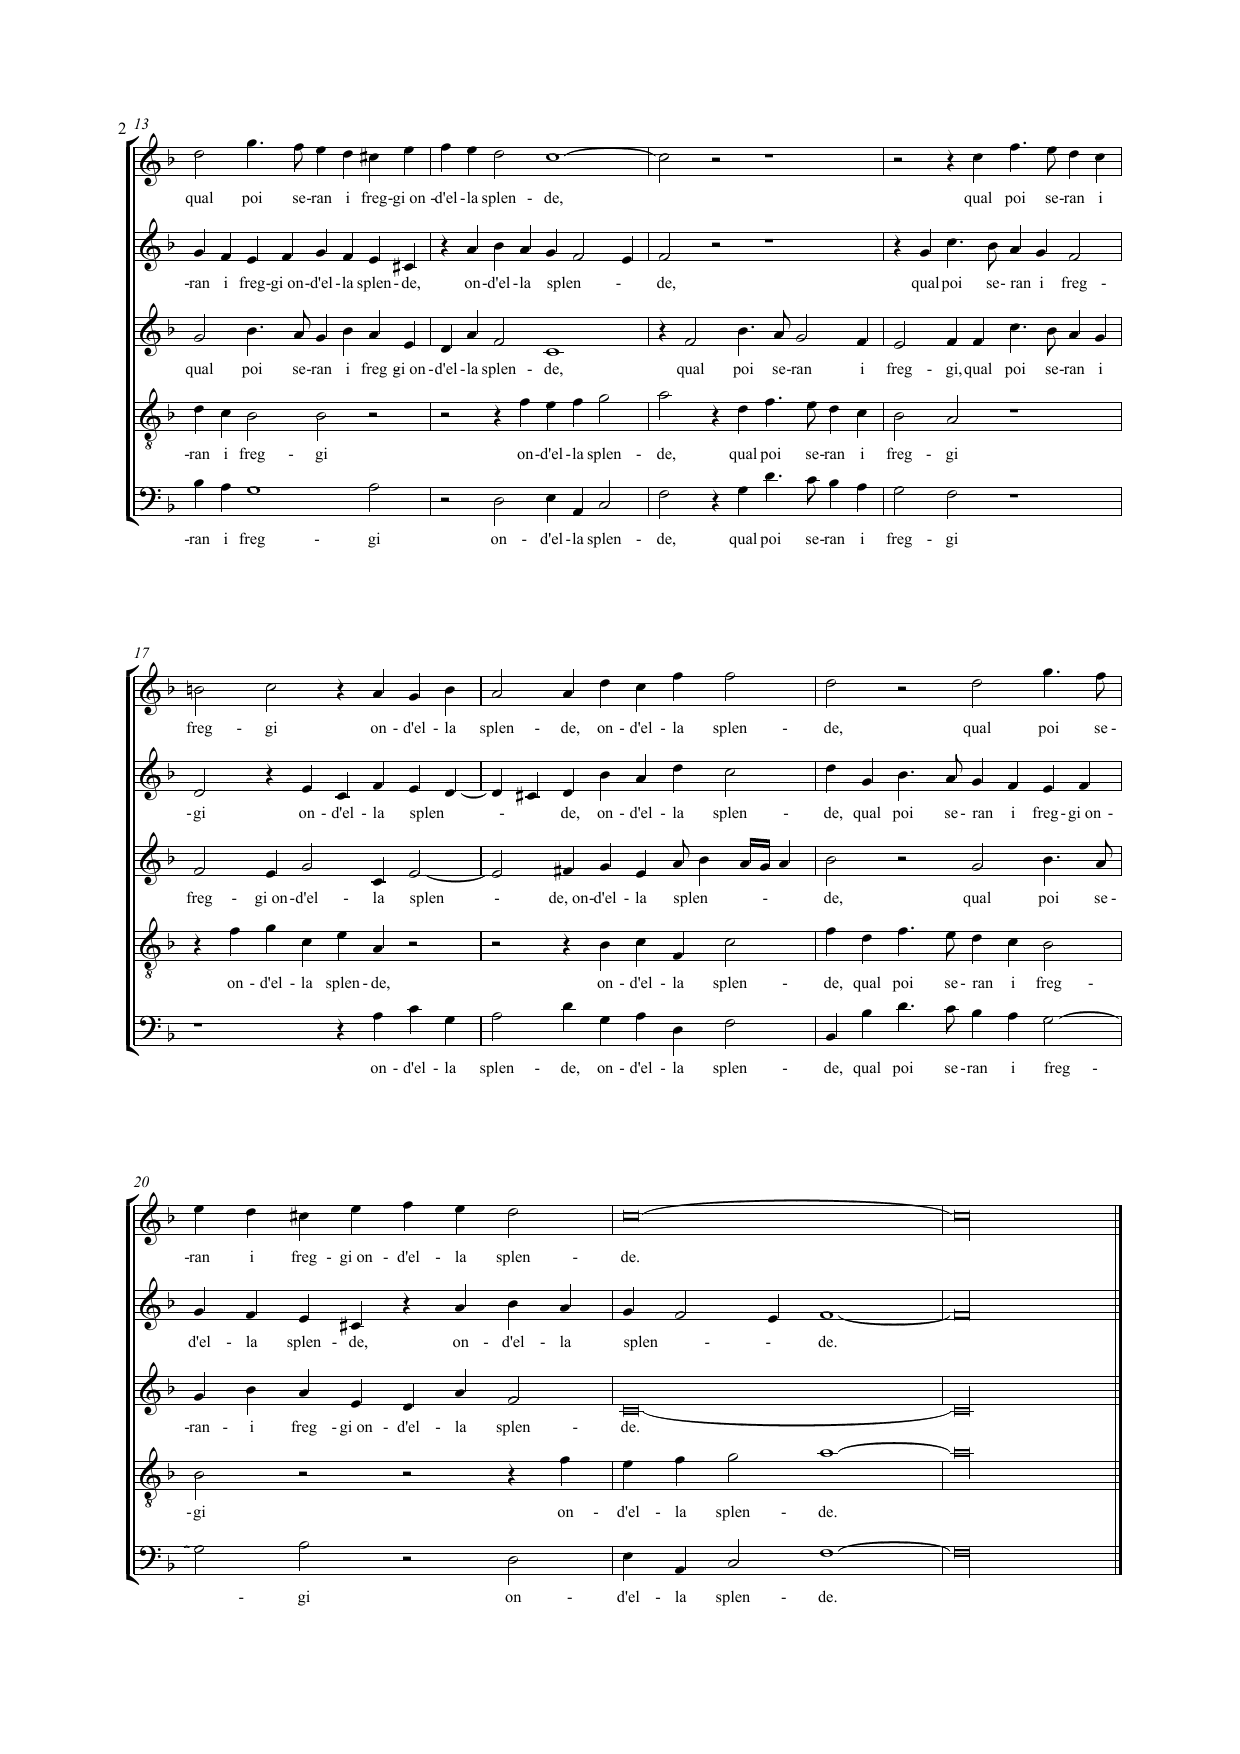 2 13
qual poi se-ran i freg-gi on-d'el-la splen - de, qual poi se-ran i
-ran i freg-gi on-d'el-la splen-de, on-d'el-la splen - de, qual poi se-ran i freg -
qual poi se-ran i freg-gi on-d'el-la splen-de, qual poi se-ran i freg - gi, qual poi se-ran i
-ran i freg - gi on-d'el-la splen-de, qual poi se-ran i freg - gi
-ran i freg - gi on - d'el-la splen - de, qual poi se-ran i freg - gi
17
freg - gi on - d'el - la splen - de, on - d'el - la splen - de, qual poi se -
-gi on - d'el - la splen - de, on - d'el - la splen - de, qual poi se - ran i freg - gi on -
freg - gi on-d'el - la splen - de, on-d'el - la splen - de, qual poi se -
on - d'el - la splen - de, on - d'el - la splen - de, qual poi se - ran i freg -
on - d'el - la splen - de, on - d'el - la splen - de, qual poi se-ran i freg -
20
-ran i freg - gi on - d'el - la splen - de.
d'el - la splen - de, on - d'el - la splen - - de.
-ran - i freg - gi on - d'el - la splen - de.
-gi on - d'el - la splen - de.
- gi on - d'el - la splen - de.